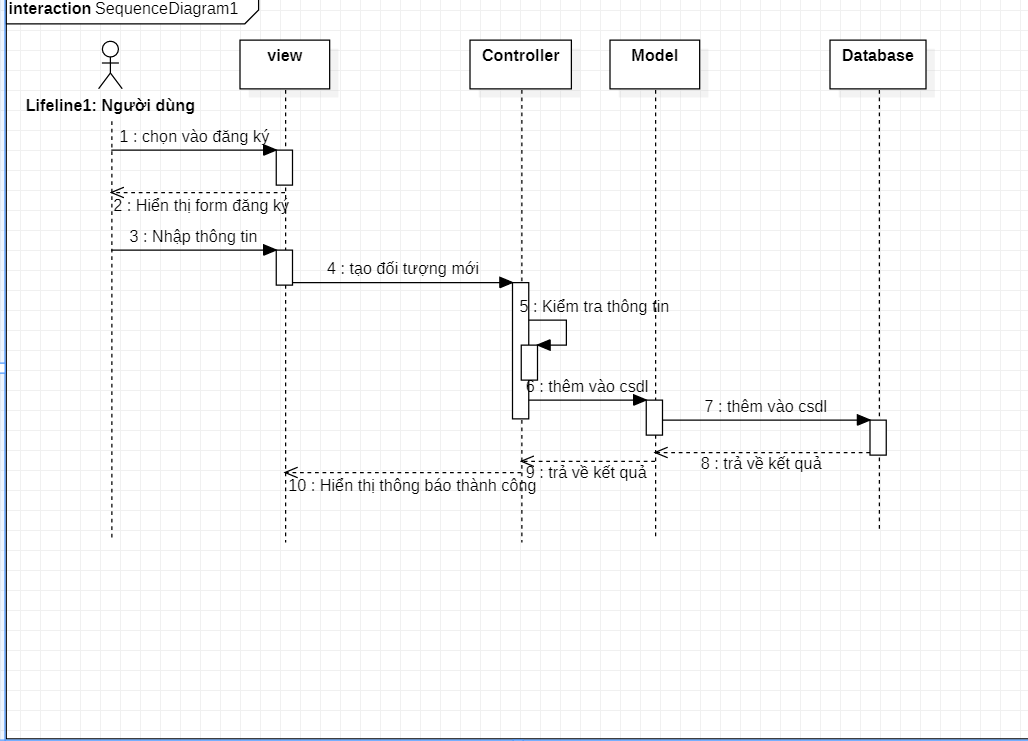 interaction SequenceDiagram1
view
Controller
Model
Database
Lifeline1: Người dùng
1 : chọn vào đăng ký
2 : Hiển thị form đăng ký
3 : Nhập thông tin
4 : tạo đối tượng mới
5 : Kiểm tra thông tin
6 : thêm vào csdl
7 : thêm vào csdl
8 : trả về kết quả
9 : trả về kết quả
10 : Hiển thị thông báo thành công